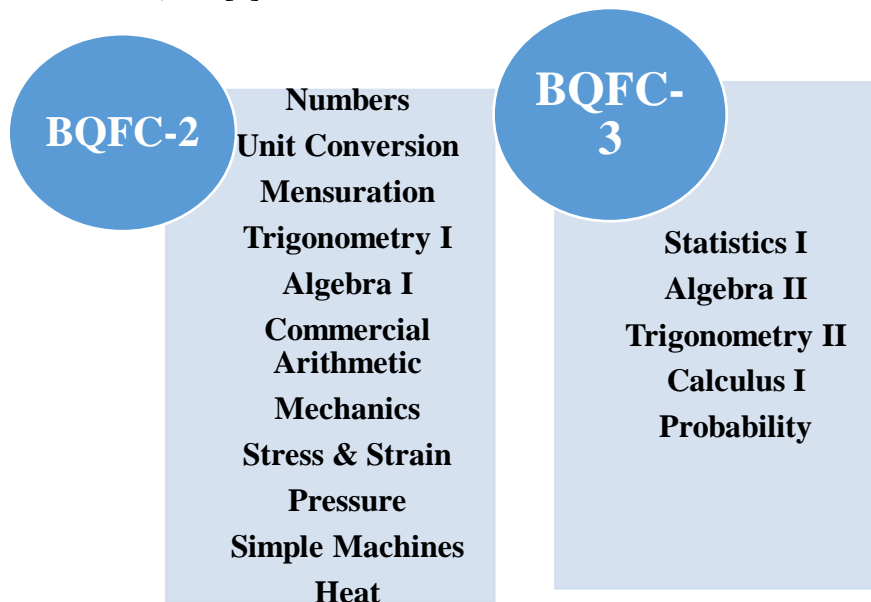 BQFC-2
Numbers
Unit Conversion
Mensuration
Trigonometry I
Algebra I
Commercial
Arithmetic
Mechanics
Stress & Strain
Pressure
Simple Machines
Heat
BQFC-
3
Statistics I
Algebra II
Trigonometry II
Calculus I
Probability